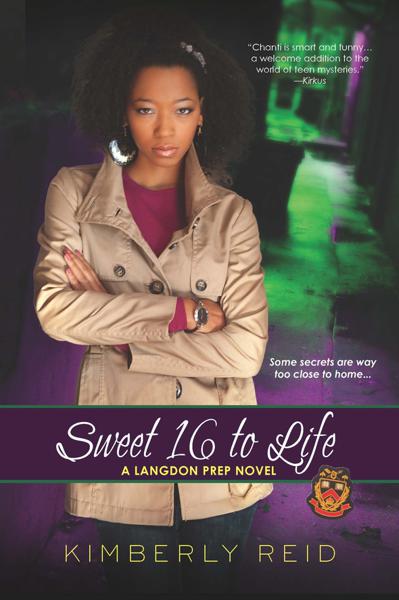 “Chanti is smart and funny…
a welcome addition to the
world of teen mysteries.”
—Kirkus
Some secrets are way
too close to home...
Sweet 16 to Life
A LANGDON PREP NOVEL
KIMBERLY REID